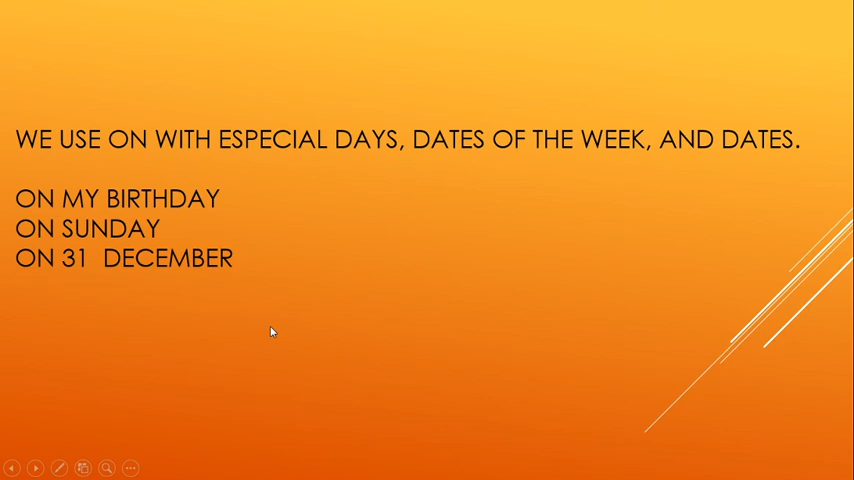 WE USE ON WITH ESPECIAL DAYS, DATES OF THE WEEK, AND DATES.
ON MY BIRTHDAY
ON SUNDAY
ON 31  DECEMBER